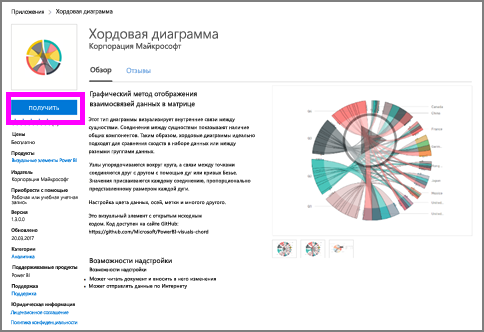 Приложения > Хордовая диаграмма
Хордовая диаграмма
Корпорация Майкрософт
Обзор Отзывы
ПОЛУЧИТЬ
Цены
Бесплатно
Продукты
Визуальные элементы Power BI
Издатель
Корпорация Майкрософт
Приобрести с помощью
Рабочая или учебная учетная
запись
Версия
1.3.0.0
Обновлено
20.03.2017
Категории
Аналитика
Поддерживаемые продукты
Power BI
Поддержка
Поддержка
Юридическая информация
Лицензионное соглашение
Политика конфиденциальности
Графический метод отображения
взаимосвязей данных в матрице
Этот тип диаграммы визуализирует внутренние связи между
сущностями. Соединения между сущностями показывают наличие
общих компонентов. Таким образом, хордовые диаграммы идеально
подходят для сравнения сходств в наборе данных или между
разными группами данных.
Узлы упорядочиваются вокруг круга, а связи между точками
соединяются друг с другом с помощью дуг или кривых Безье.
Значения присваиваются каждому соединению, пропорционально
представленному размером каждой дуги.
Настройка цвета данных, осей, меток и многого другого.
Это визуальный элемент с открытым исходным
кодом. Код доступен на сайте GitHub:
https://github.com/Microsoft/PowerBI-visuals-chord
Возможности надстройки
Возможности надстройки
Может читать документ и вносить в него изменения
Может отправлять данные по Интернету
Canada
China
France